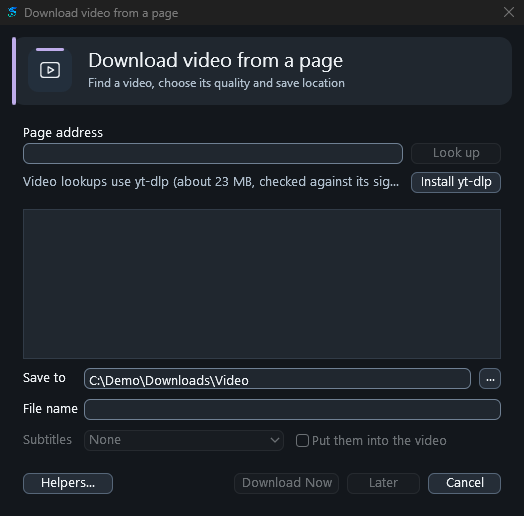 Download video from a page
Download video from a page
Find a video, choose its quality and save location
Page address
Look up
Video lookups use yt-dlp (about 23 MB, checked against its sig...
Install yt-dlp
Save to
C:\Demo\Downloads\Video
...
File name
Subtitles
None
Put them into the video
Helpers...
Download Now
Later
Cancel